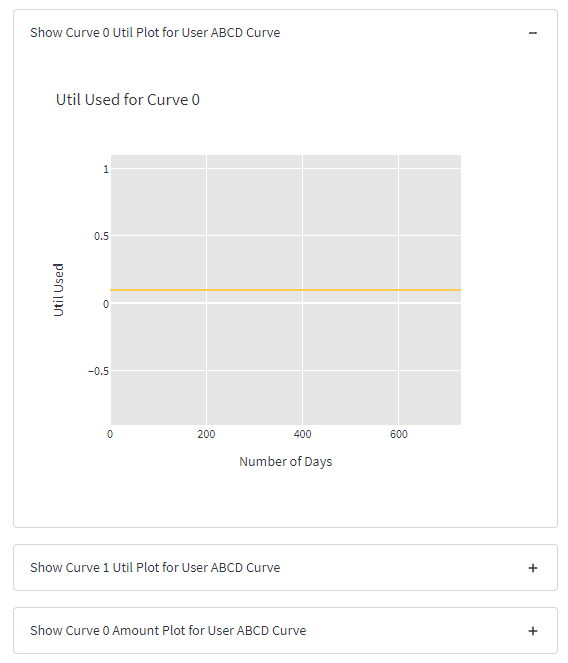 Show Curve 0 Util Plot for User ABCD Curve
−
Util Used for Curve 0
1
0.5
0
−0.5
Util Used
0 200 400 600
Number of Days
Show Curve 1 Util Plot for User ABCD Curve
+
Show Curve 0 Amount Plot for User ABCD Curve
+